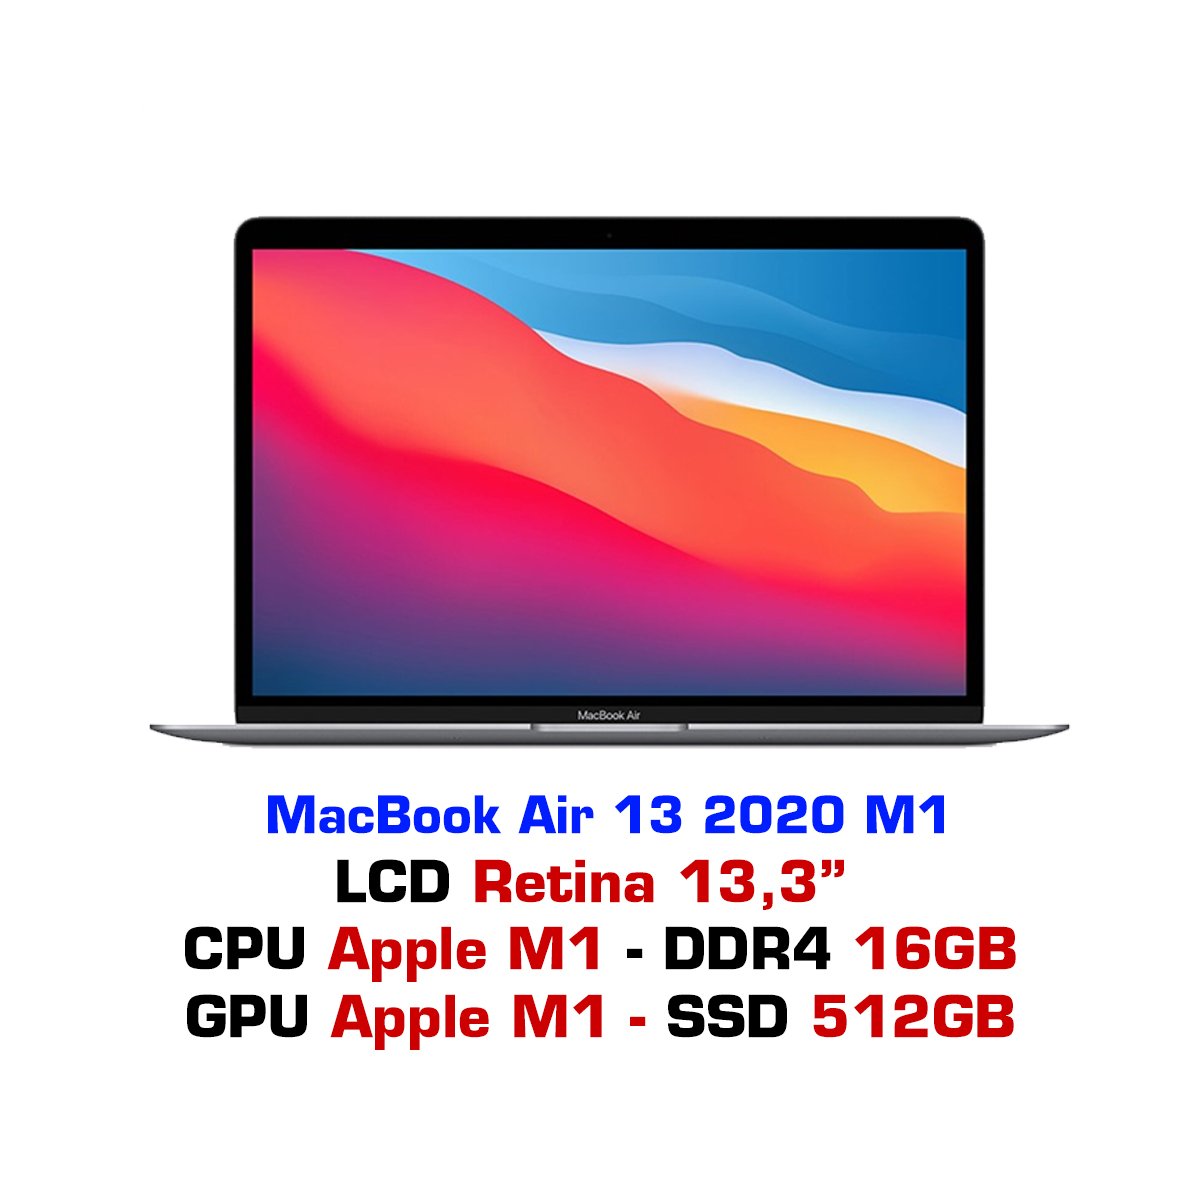 MacBook Air
MacBook Air 13 2020 M1
LCD Retina 13,3”
CPU Apple M1 - DDR4 16GB
GPU Apple M1 - SSD 512GB